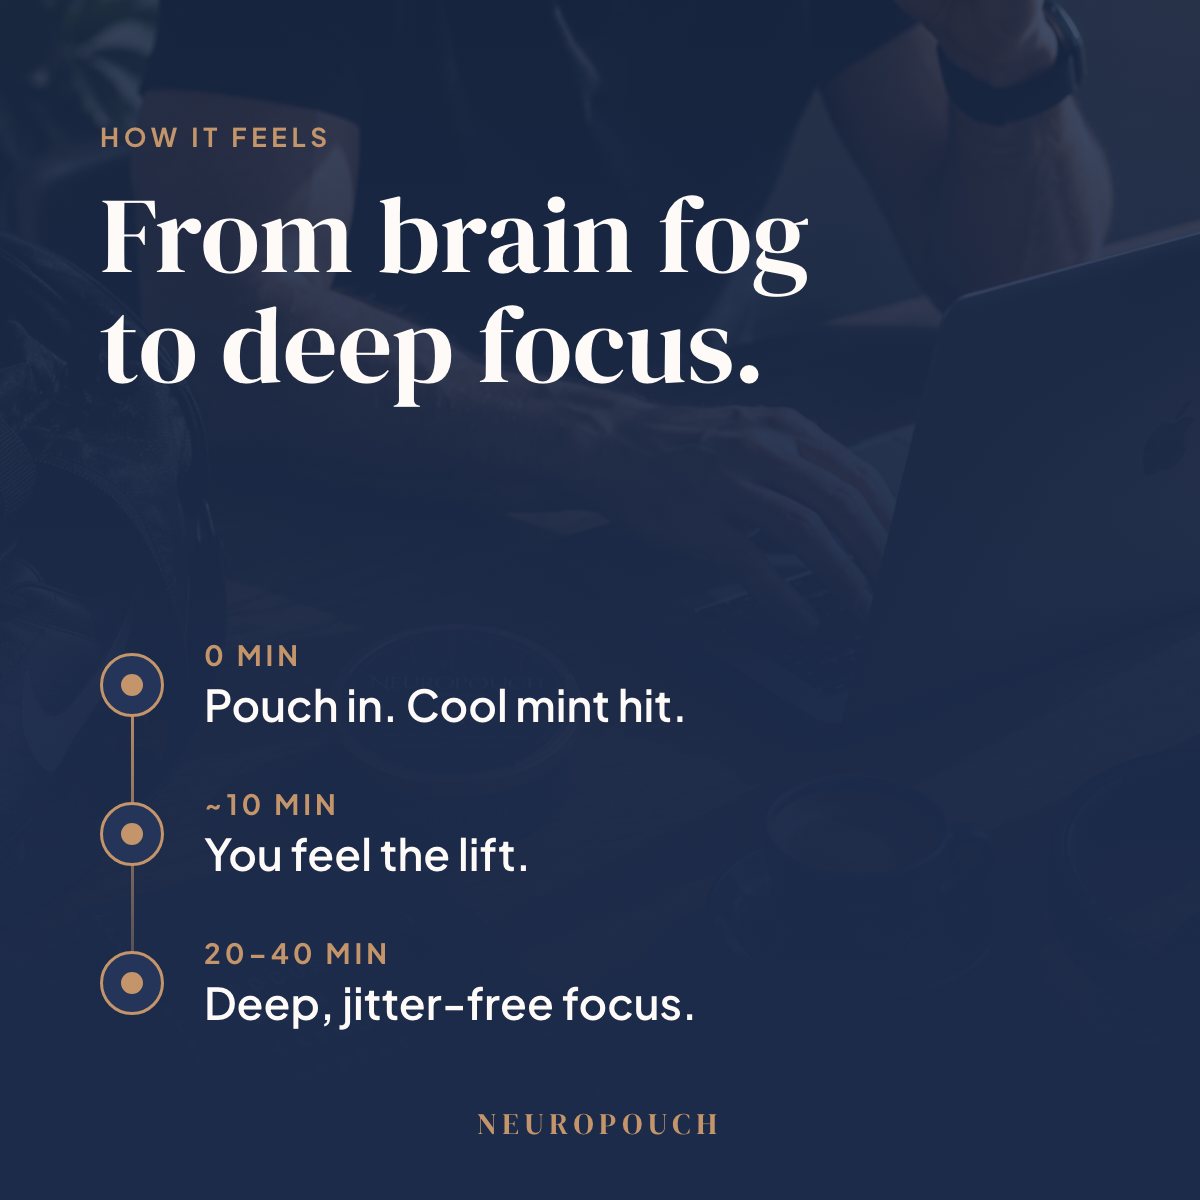 HOW IT FEELS
From brain fog
to deep focus.
0 MIN
Pouch in. Cool mint hit.
~10 MIN
You feel the lift.
20–40 MIN
Deep, jitter-free focus.
NEUROPOUCH